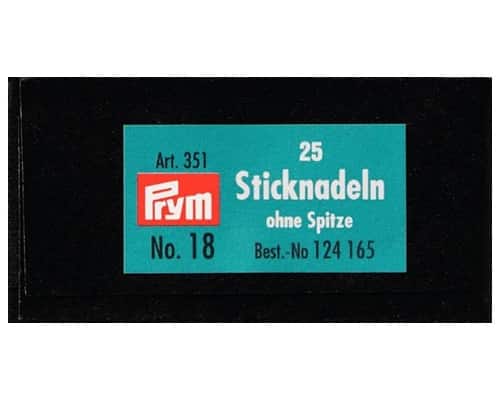 Art. 351
Prym
No. 18
25
Sticknadeln
ohne Spitze
Best.-No 124 165